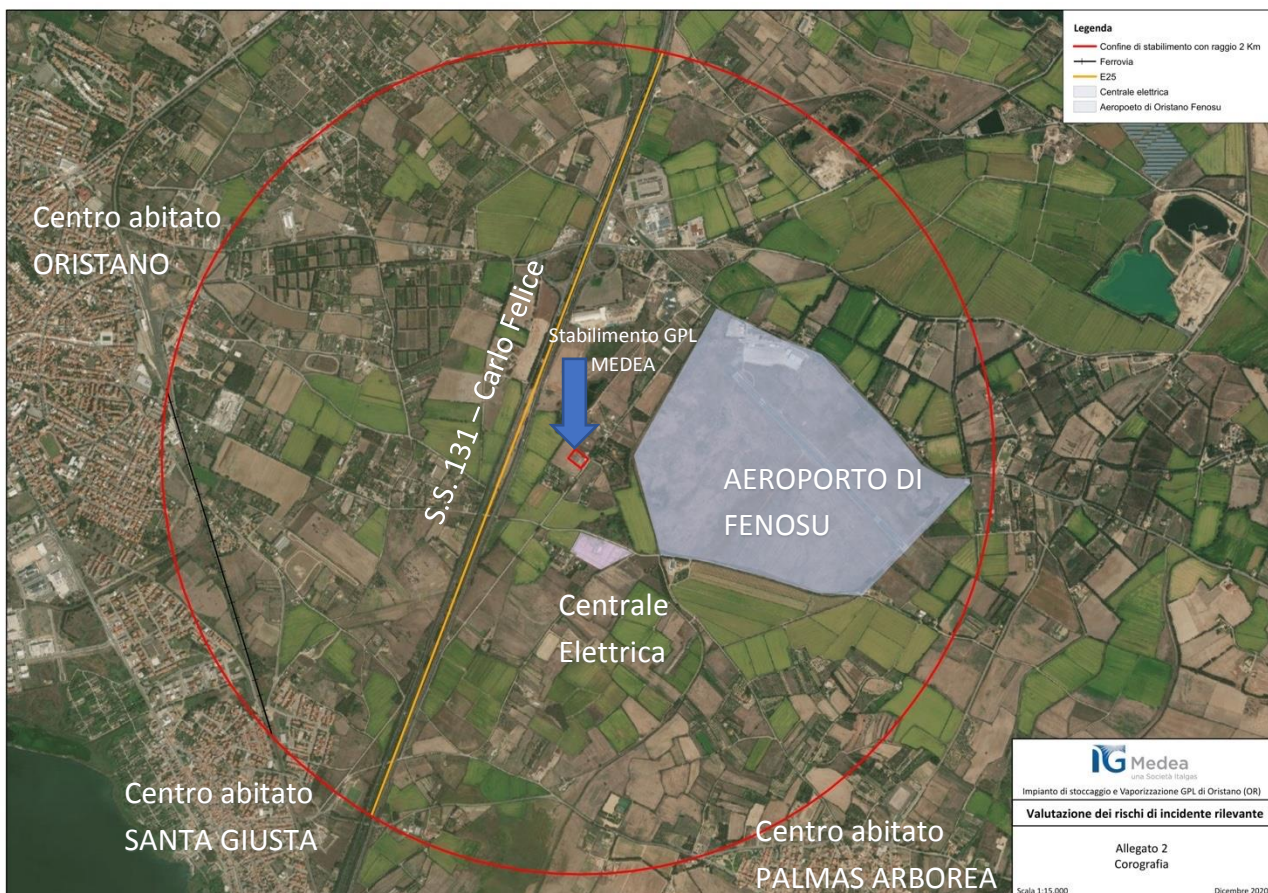 Legenda
Confine di stabilimento con raggio 2 Km
Ferrovia
E25
Centrale elettrica
Aeropoeto di Oristano Fenosu
Centro abitato
ORISTANO
S.S. 131 – Carlo Felice
Stabilimento GPL
MEDEA
AEROPORTO DI
FENOSU
Centrale
Elettrica
Centro abitato
SANTA GIUSTA
Centro abitato
PALMAS ARBOREA
IG Medea
una Società Italgas
Impianto di stoccaggio e Vaporizzazione GPL di Oristano (OR)
Valutazione dei rischi di incidente rilevante
Allegato 2
Corografia
Scala 1:15.000
Dicembre 2020